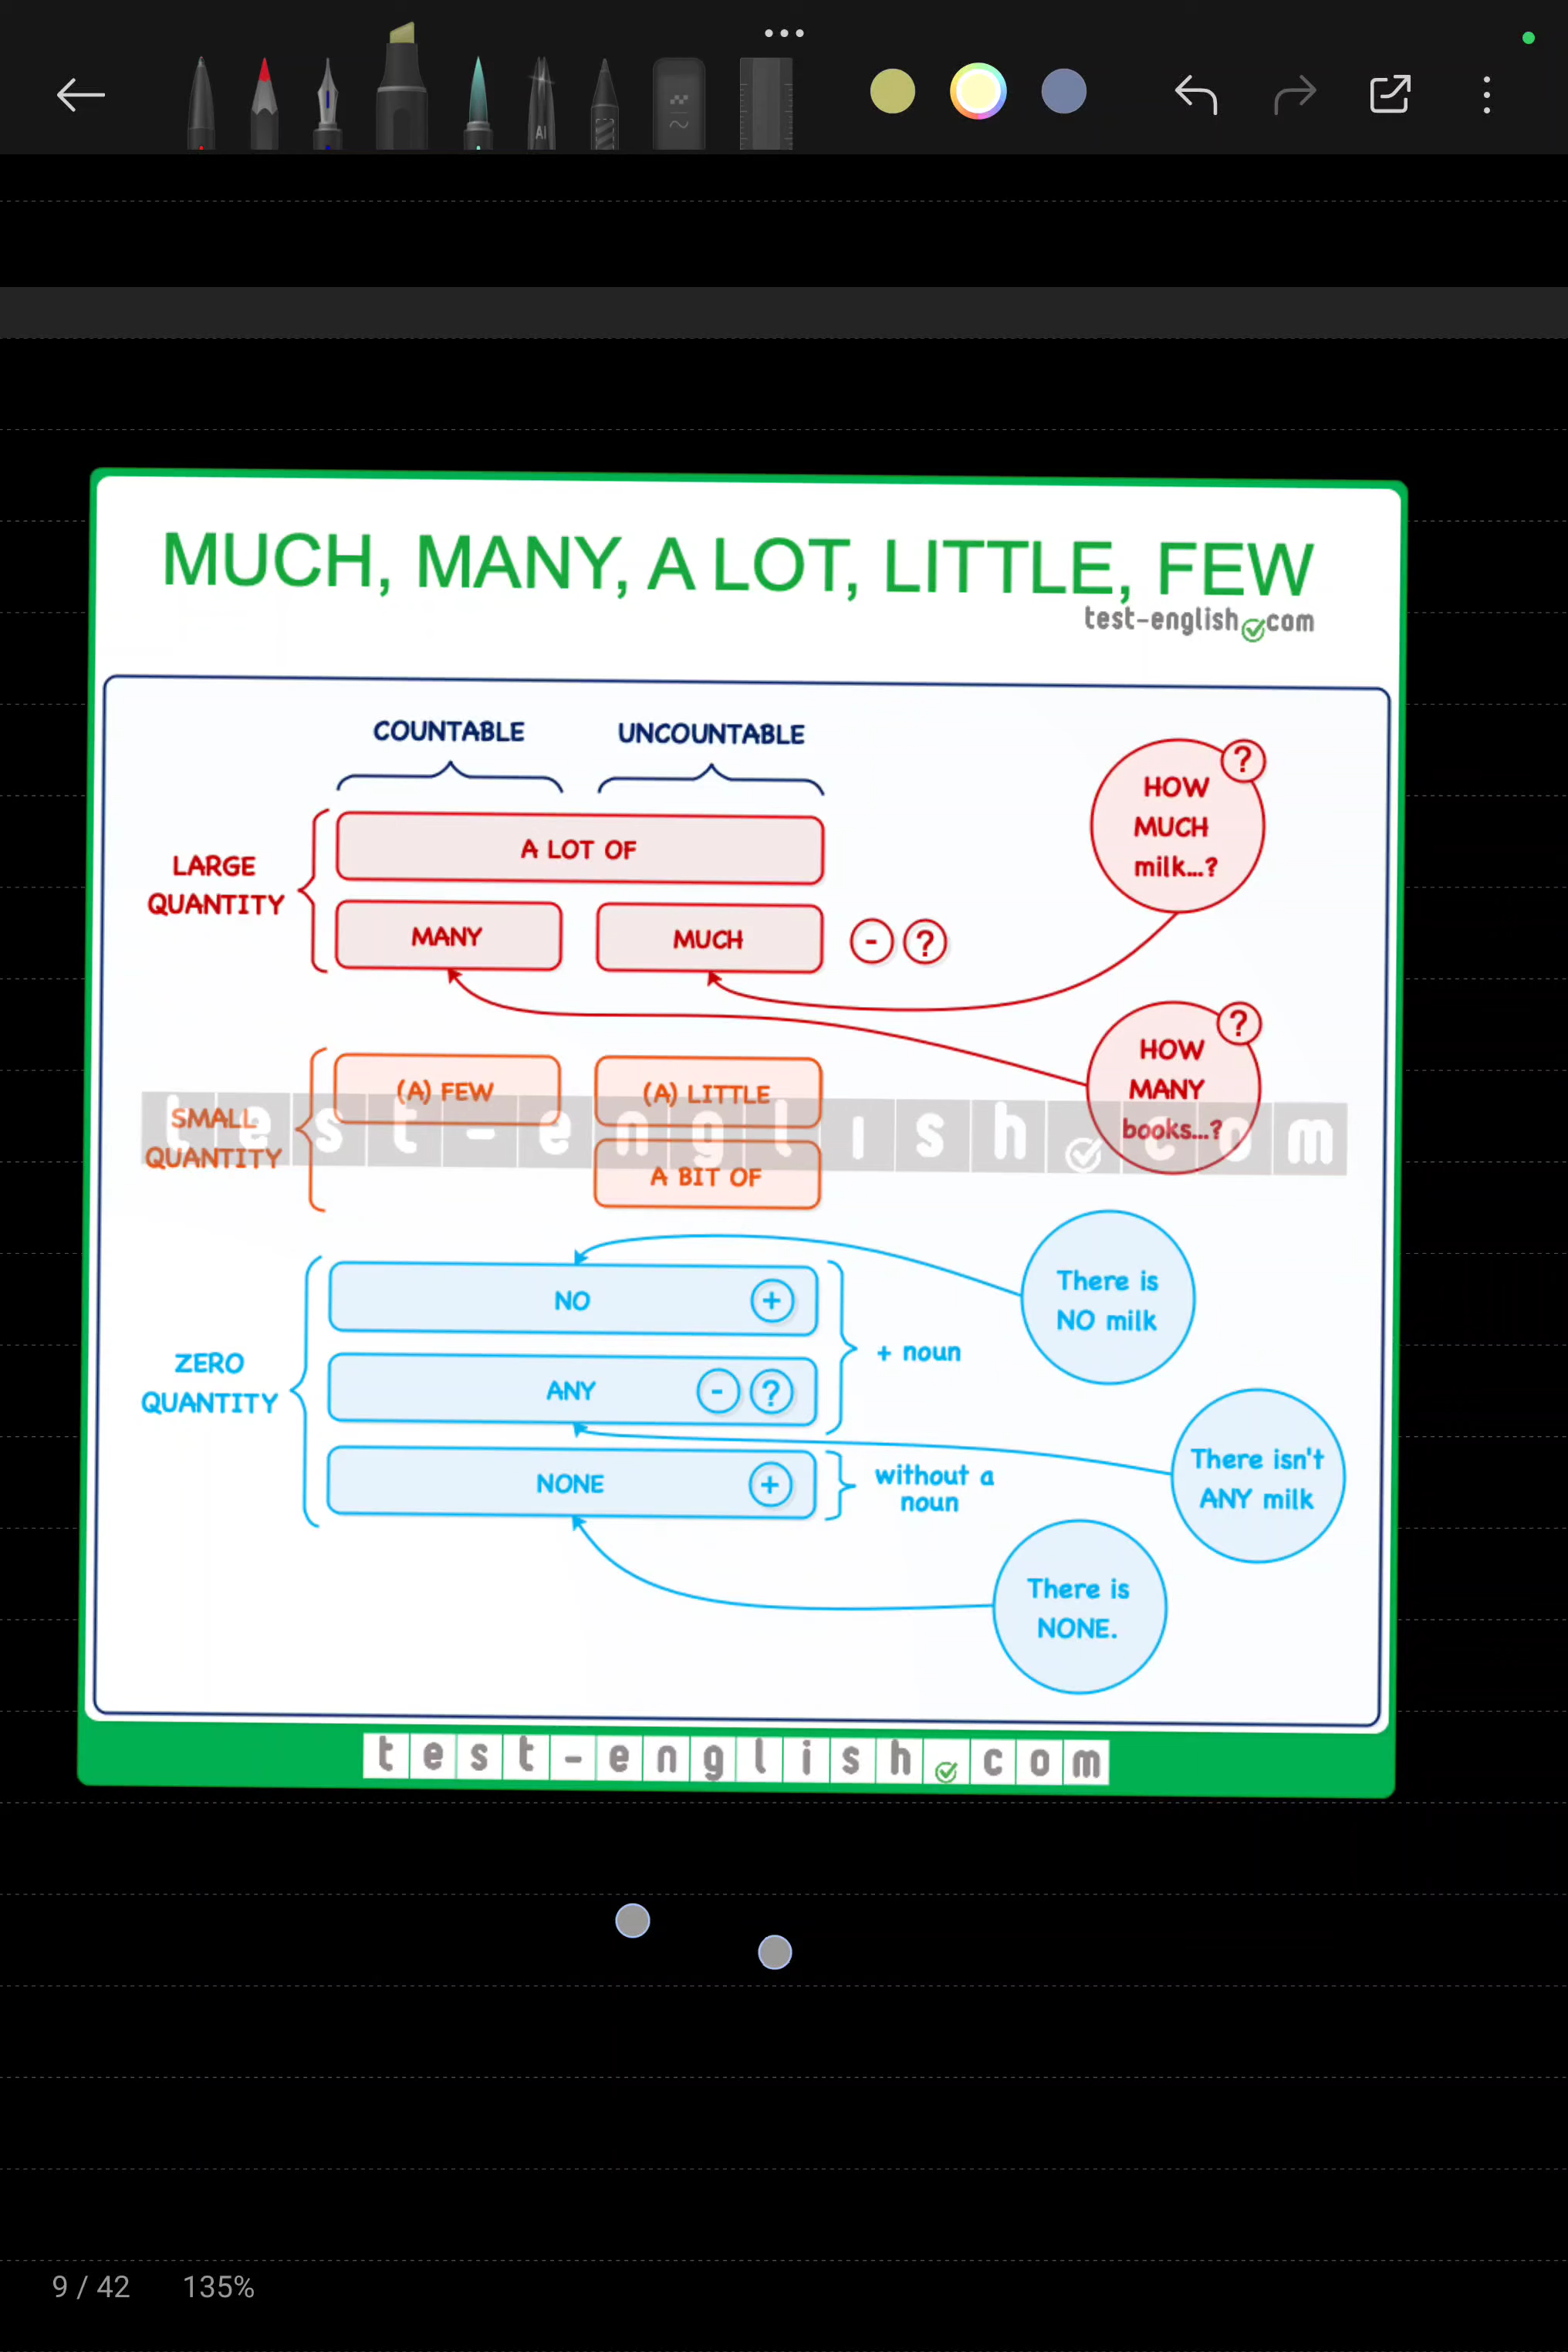 AI
MUCH, MANY, A LOT, LITTLE, FEW
test-english com
COUNTABLE
UNCOUNTABLE
LARGE
QUANTITY
A LOT OF
MANY
MUCH
- ?
?
HOW
MUCH
milk...?
?
HOW
MANY
books...?
SMALL
QUANTITY
(A) FEW
(A) LITTLE
A BIT OF
test-english com
ZERO
QUANTITY
NO +
ANY - ?
NONE +
+ noun
without a
noun
There is
NO milk
There isn't
ANY milk
There is
NONE.
test-english com
9 / 42 135%